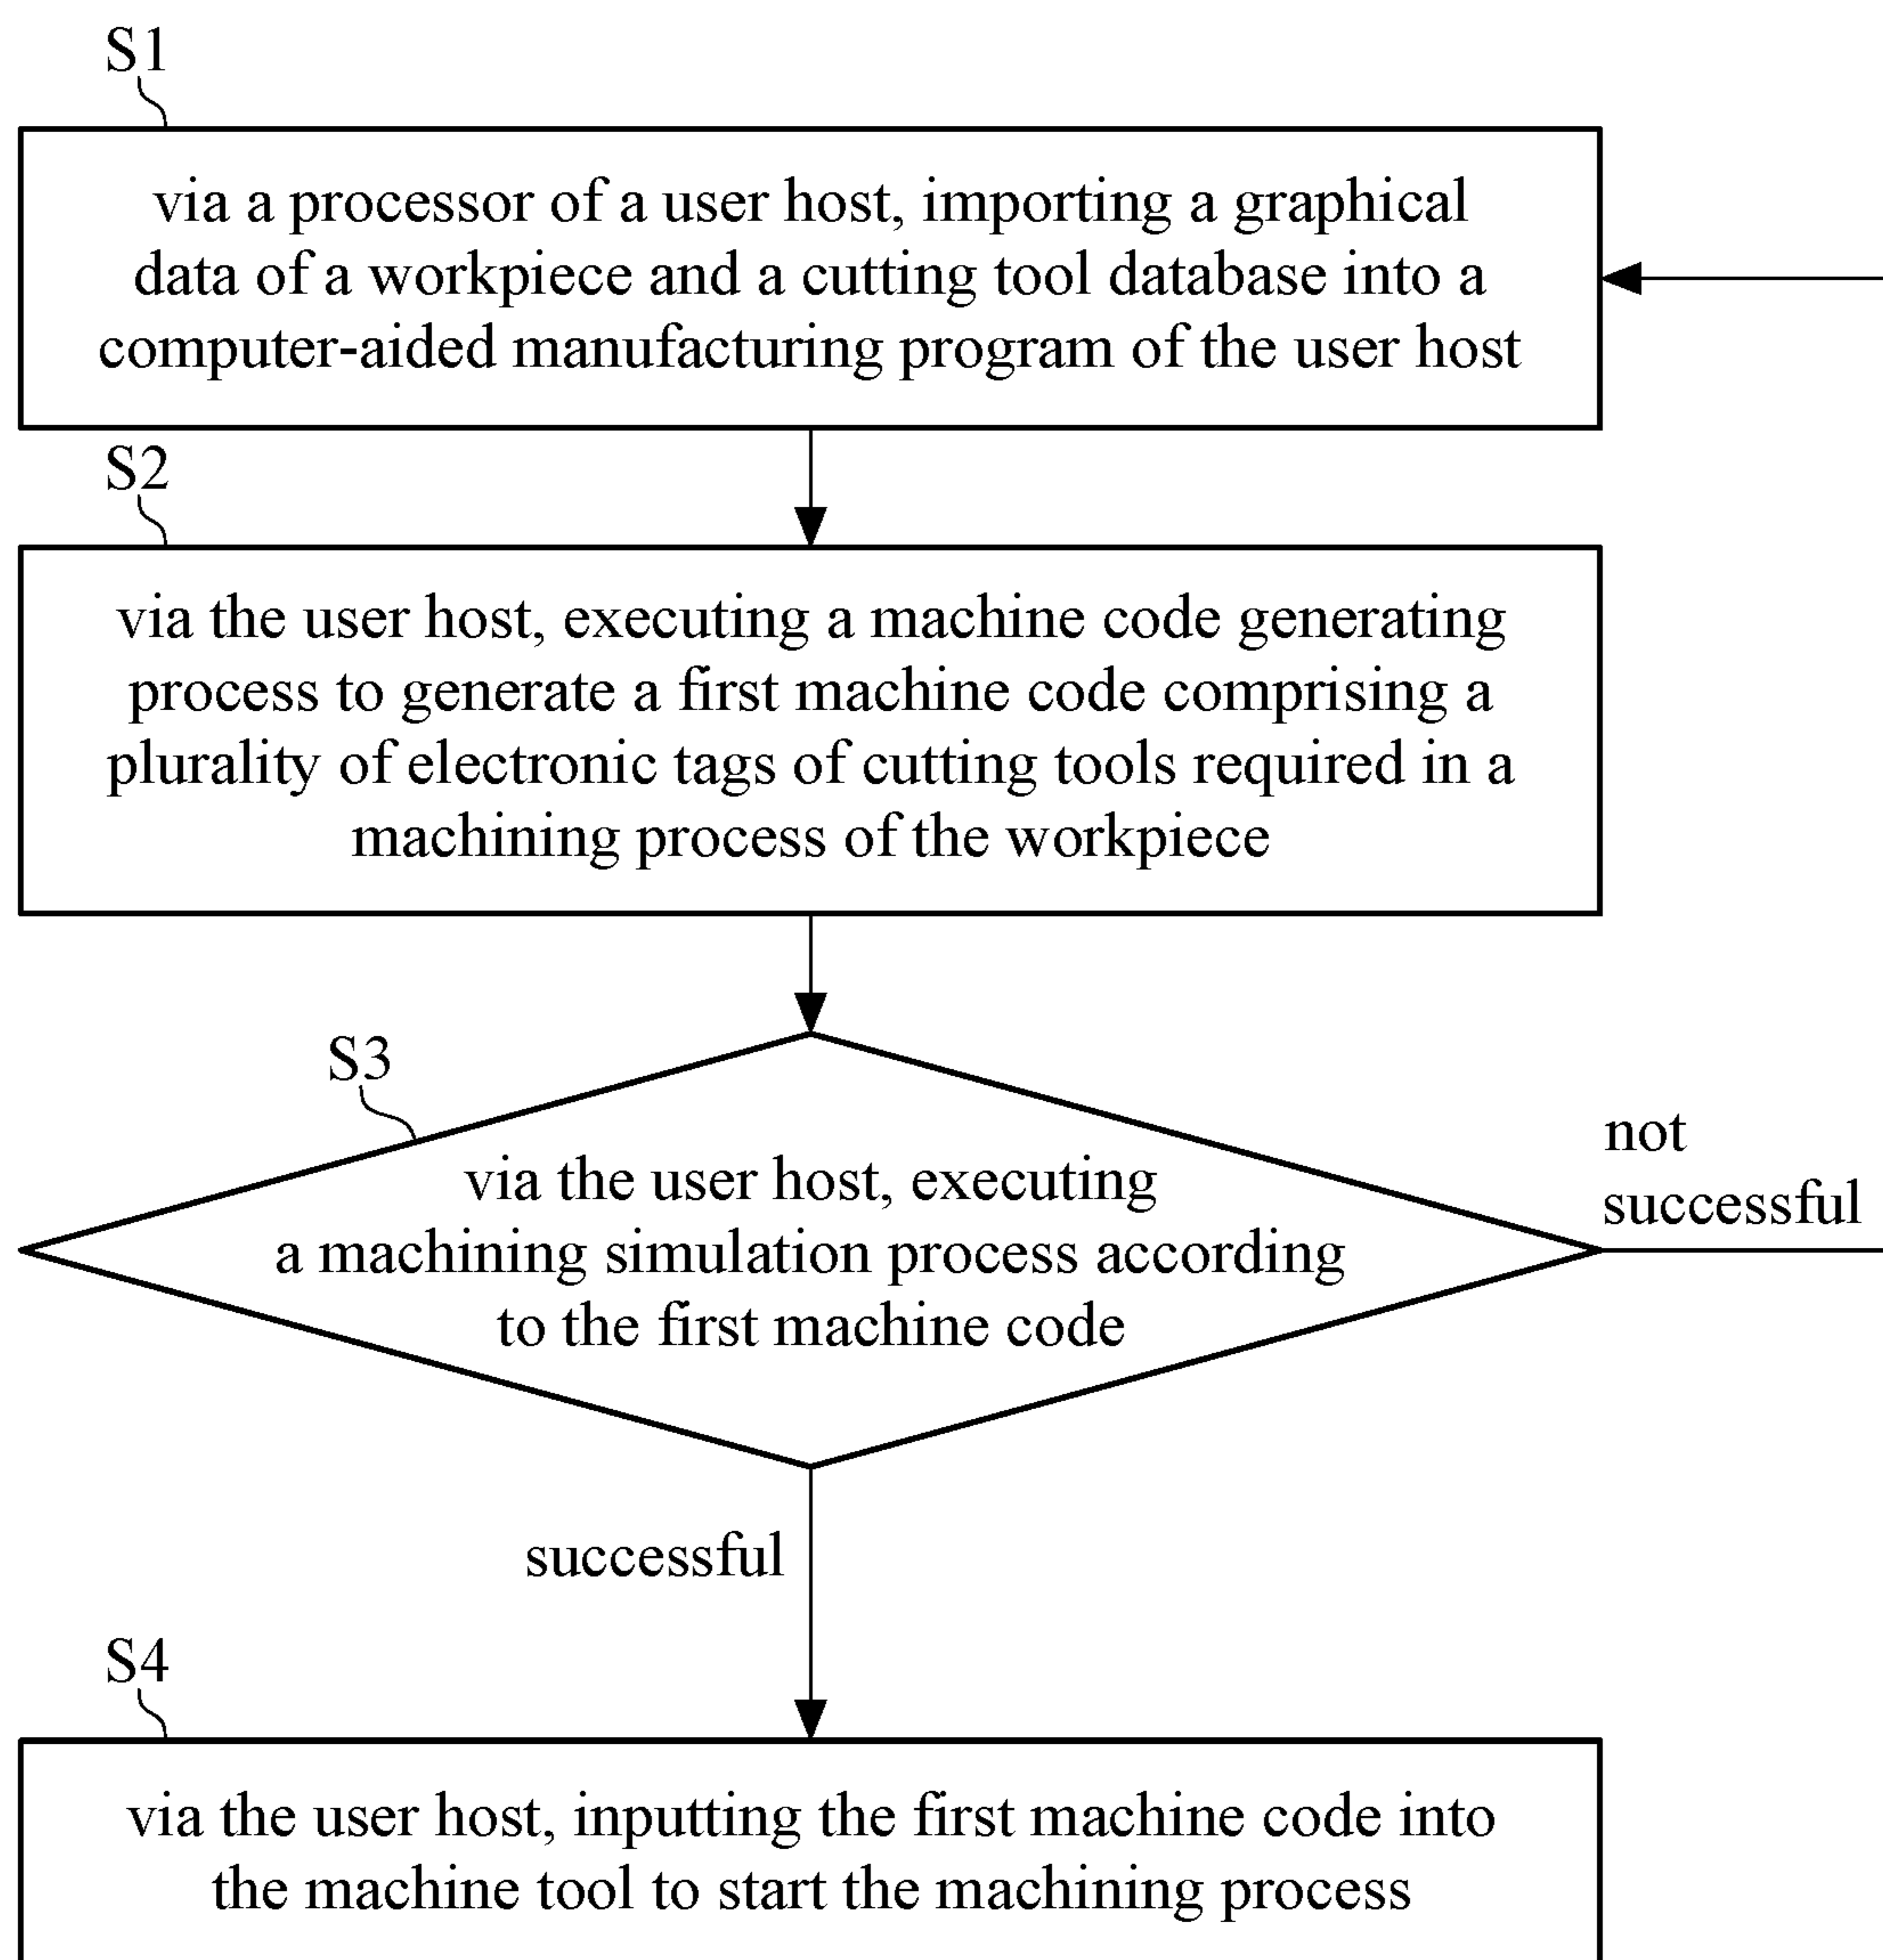 S1
via a processor of a user host, importing a graphical
data of a workpiece and a cutting tool database into a
computer-aided manufacturing program of the user host
S2
via the user host, executing a machine code generating
process to generate a first machine code comprising a
plurality of electronic tags of cutting tools required in a
machining process of the workpiece
S3
via the user host, executing
a machining simulation process according
to the first machine code
not
successful
successful
S4
via the user host, inputting the first machine code into
the machine tool to start the machining process